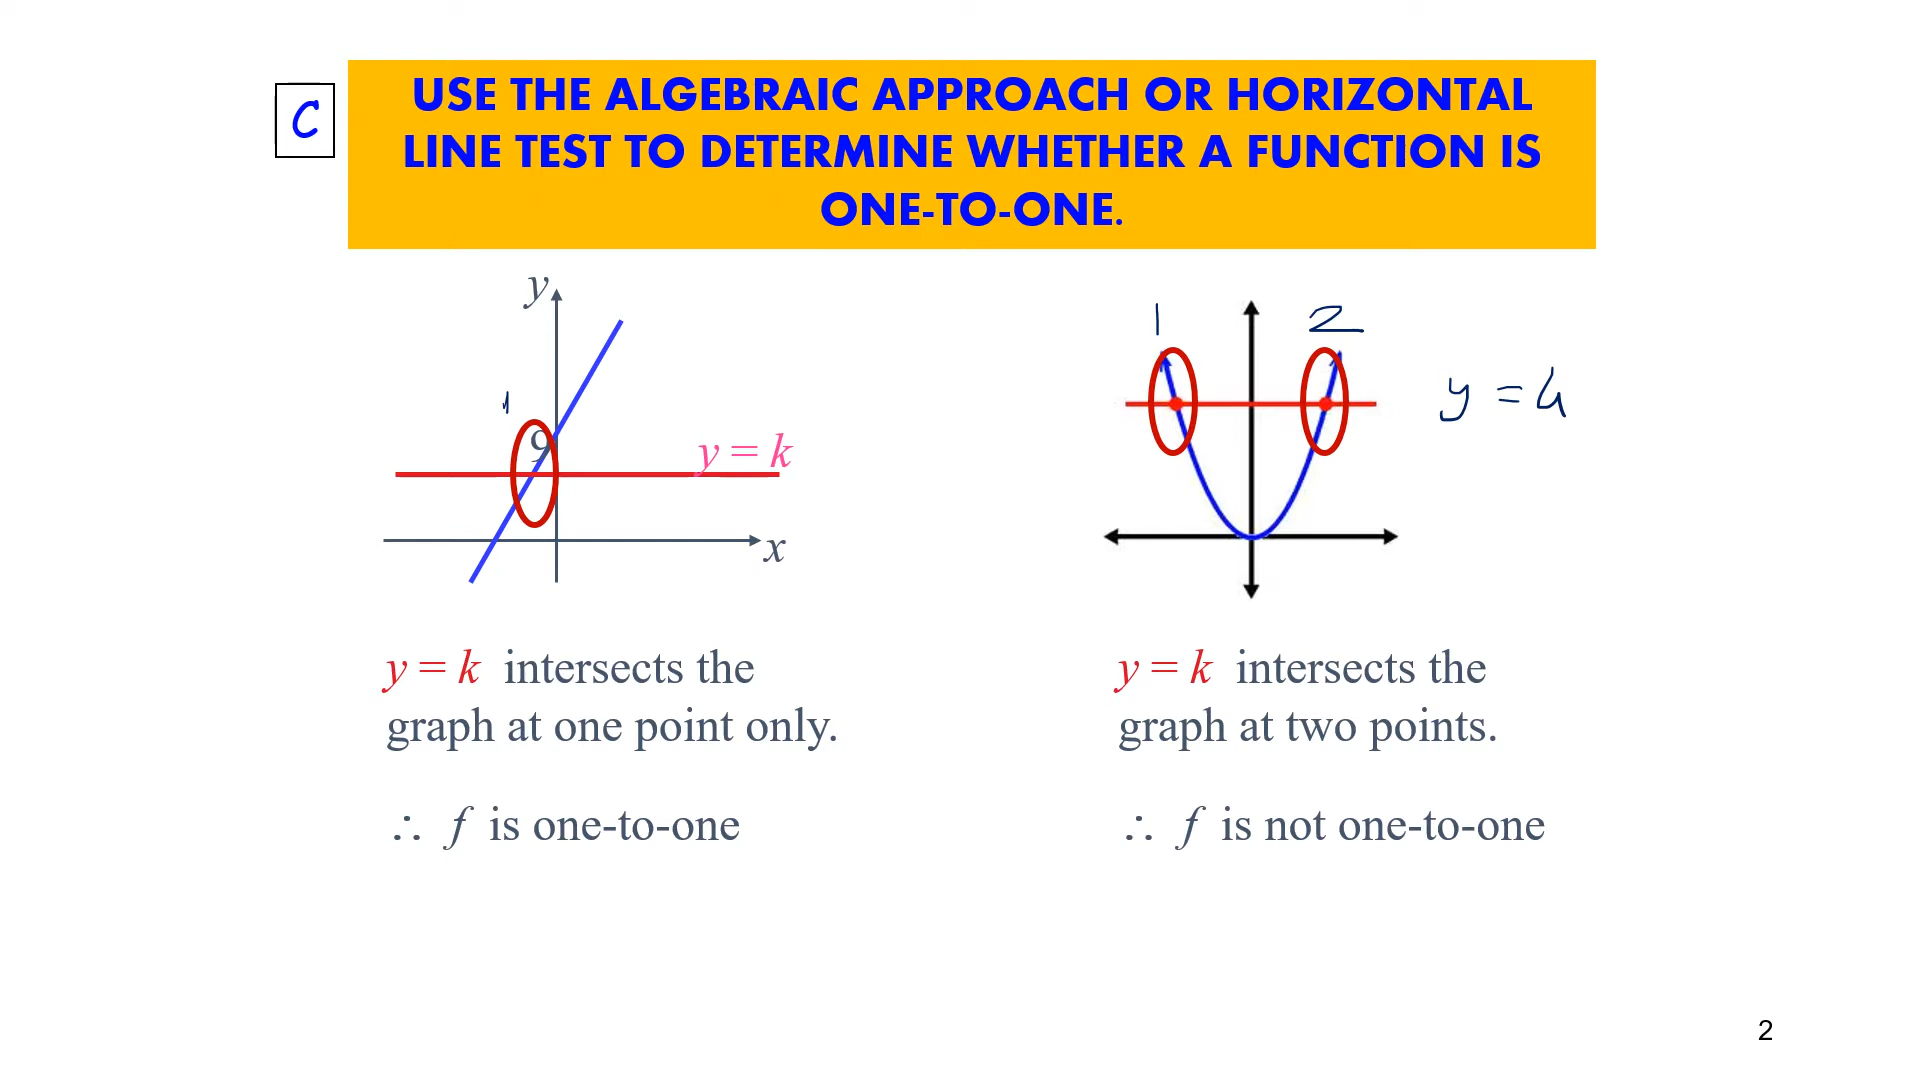 C
USE THE ALGEBRAIC APPROACH OR HORIZONTAL
LINE TEST TO DETERMINE WHETHER A FUNCTION IS
ONE-TO-ONE.
y
1
9
y = k
x
1
2
y = 4
y = k intersects the
graph at one point only.
∴ f is one-to-one
y = k intersects the
graph at two points.
∴ f is not one-to-one
2